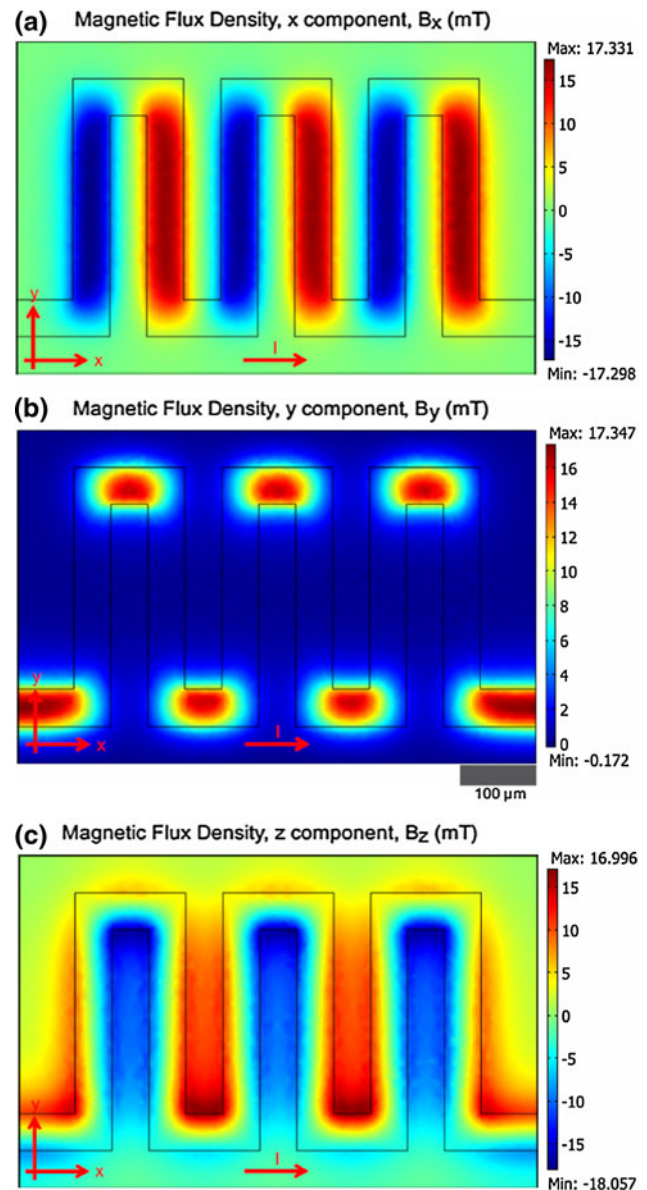 (a) Magnetic Flux Density, x component, Bx (mT)
Max: 17.331
15
10
5
0
-5
-10
-15
Min: -17.298
y
x
I
(b) Magnetic Flux Density, y component, By (mT)
Max: 17.347
16
14
12
10
8
6
4
2
0
Min: -0.172
y
x
I
100 µm
(c) Magnetic Flux Density, z component, Bz (mT)
Max: 16.996
15
10
5
0
-5
-10
-15
Min: -18.057
y
x
I